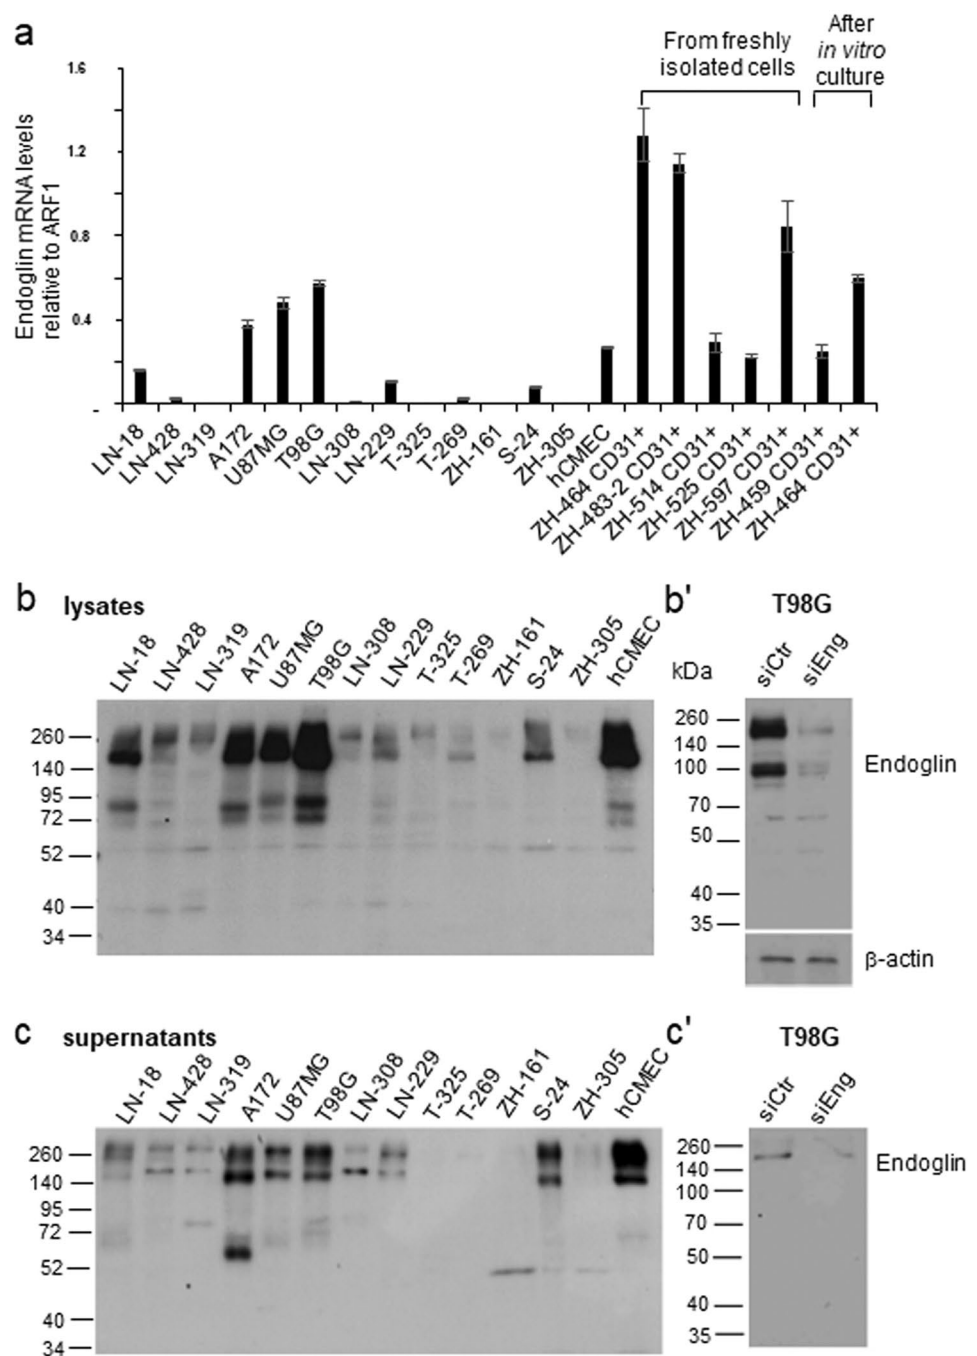 a
From freshly
isolated cells
After
in vitro
culture
Endoglin mRNA levels
relative to ARF1
1.6
1.2
0.8
0.4
-
LN-18
LN-428
LN-319
A172
U87MG
T98G
LN-308
LN-229
T-325
T-269
ZH-161
S-24
ZH-305
hCMEC
ZH-464 CD31+
ZH-483-2 CD31+
ZH-514 CD31+
ZH-525 CD31+
ZH-597 CD31+
ZH-459 CD31+
ZH-464 CD31+
b lysates
LN-18
LN-428
LN-319
A172
U87MG
T98G
LN-308
LN-229
T-325
T-269
ZH-161
S-24
ZH-305
hCMEC
260
140
95
72
52
40
34
b' T98G
kDa
siCtr
siEng
260
140
100
70
50
40
35
Endoglin
β-actin
c supernatants
LN-18
LN-428
LN-319
A172
U87MG
T98G
LN-308
LN-229
T-325
T-269
ZH-161
S-24
ZH-305
hCMEC
260
140
95
72
52
40
34
c' T98G
siCtr
siEng
260
140
100
70
50
40
35
Endoglin